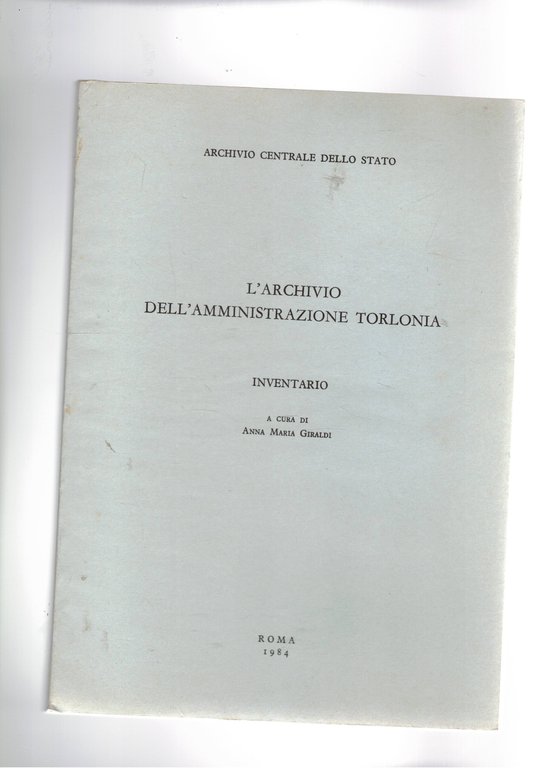 ARCHIVIO CENTRALE DELLO STATO
L'ARCHIVIO
DELL'AMMINISTRAZIONE TORLONIA
INVENTARIO
A CURA DI
ANNA MARIA GIRALDI
ROMA
1984